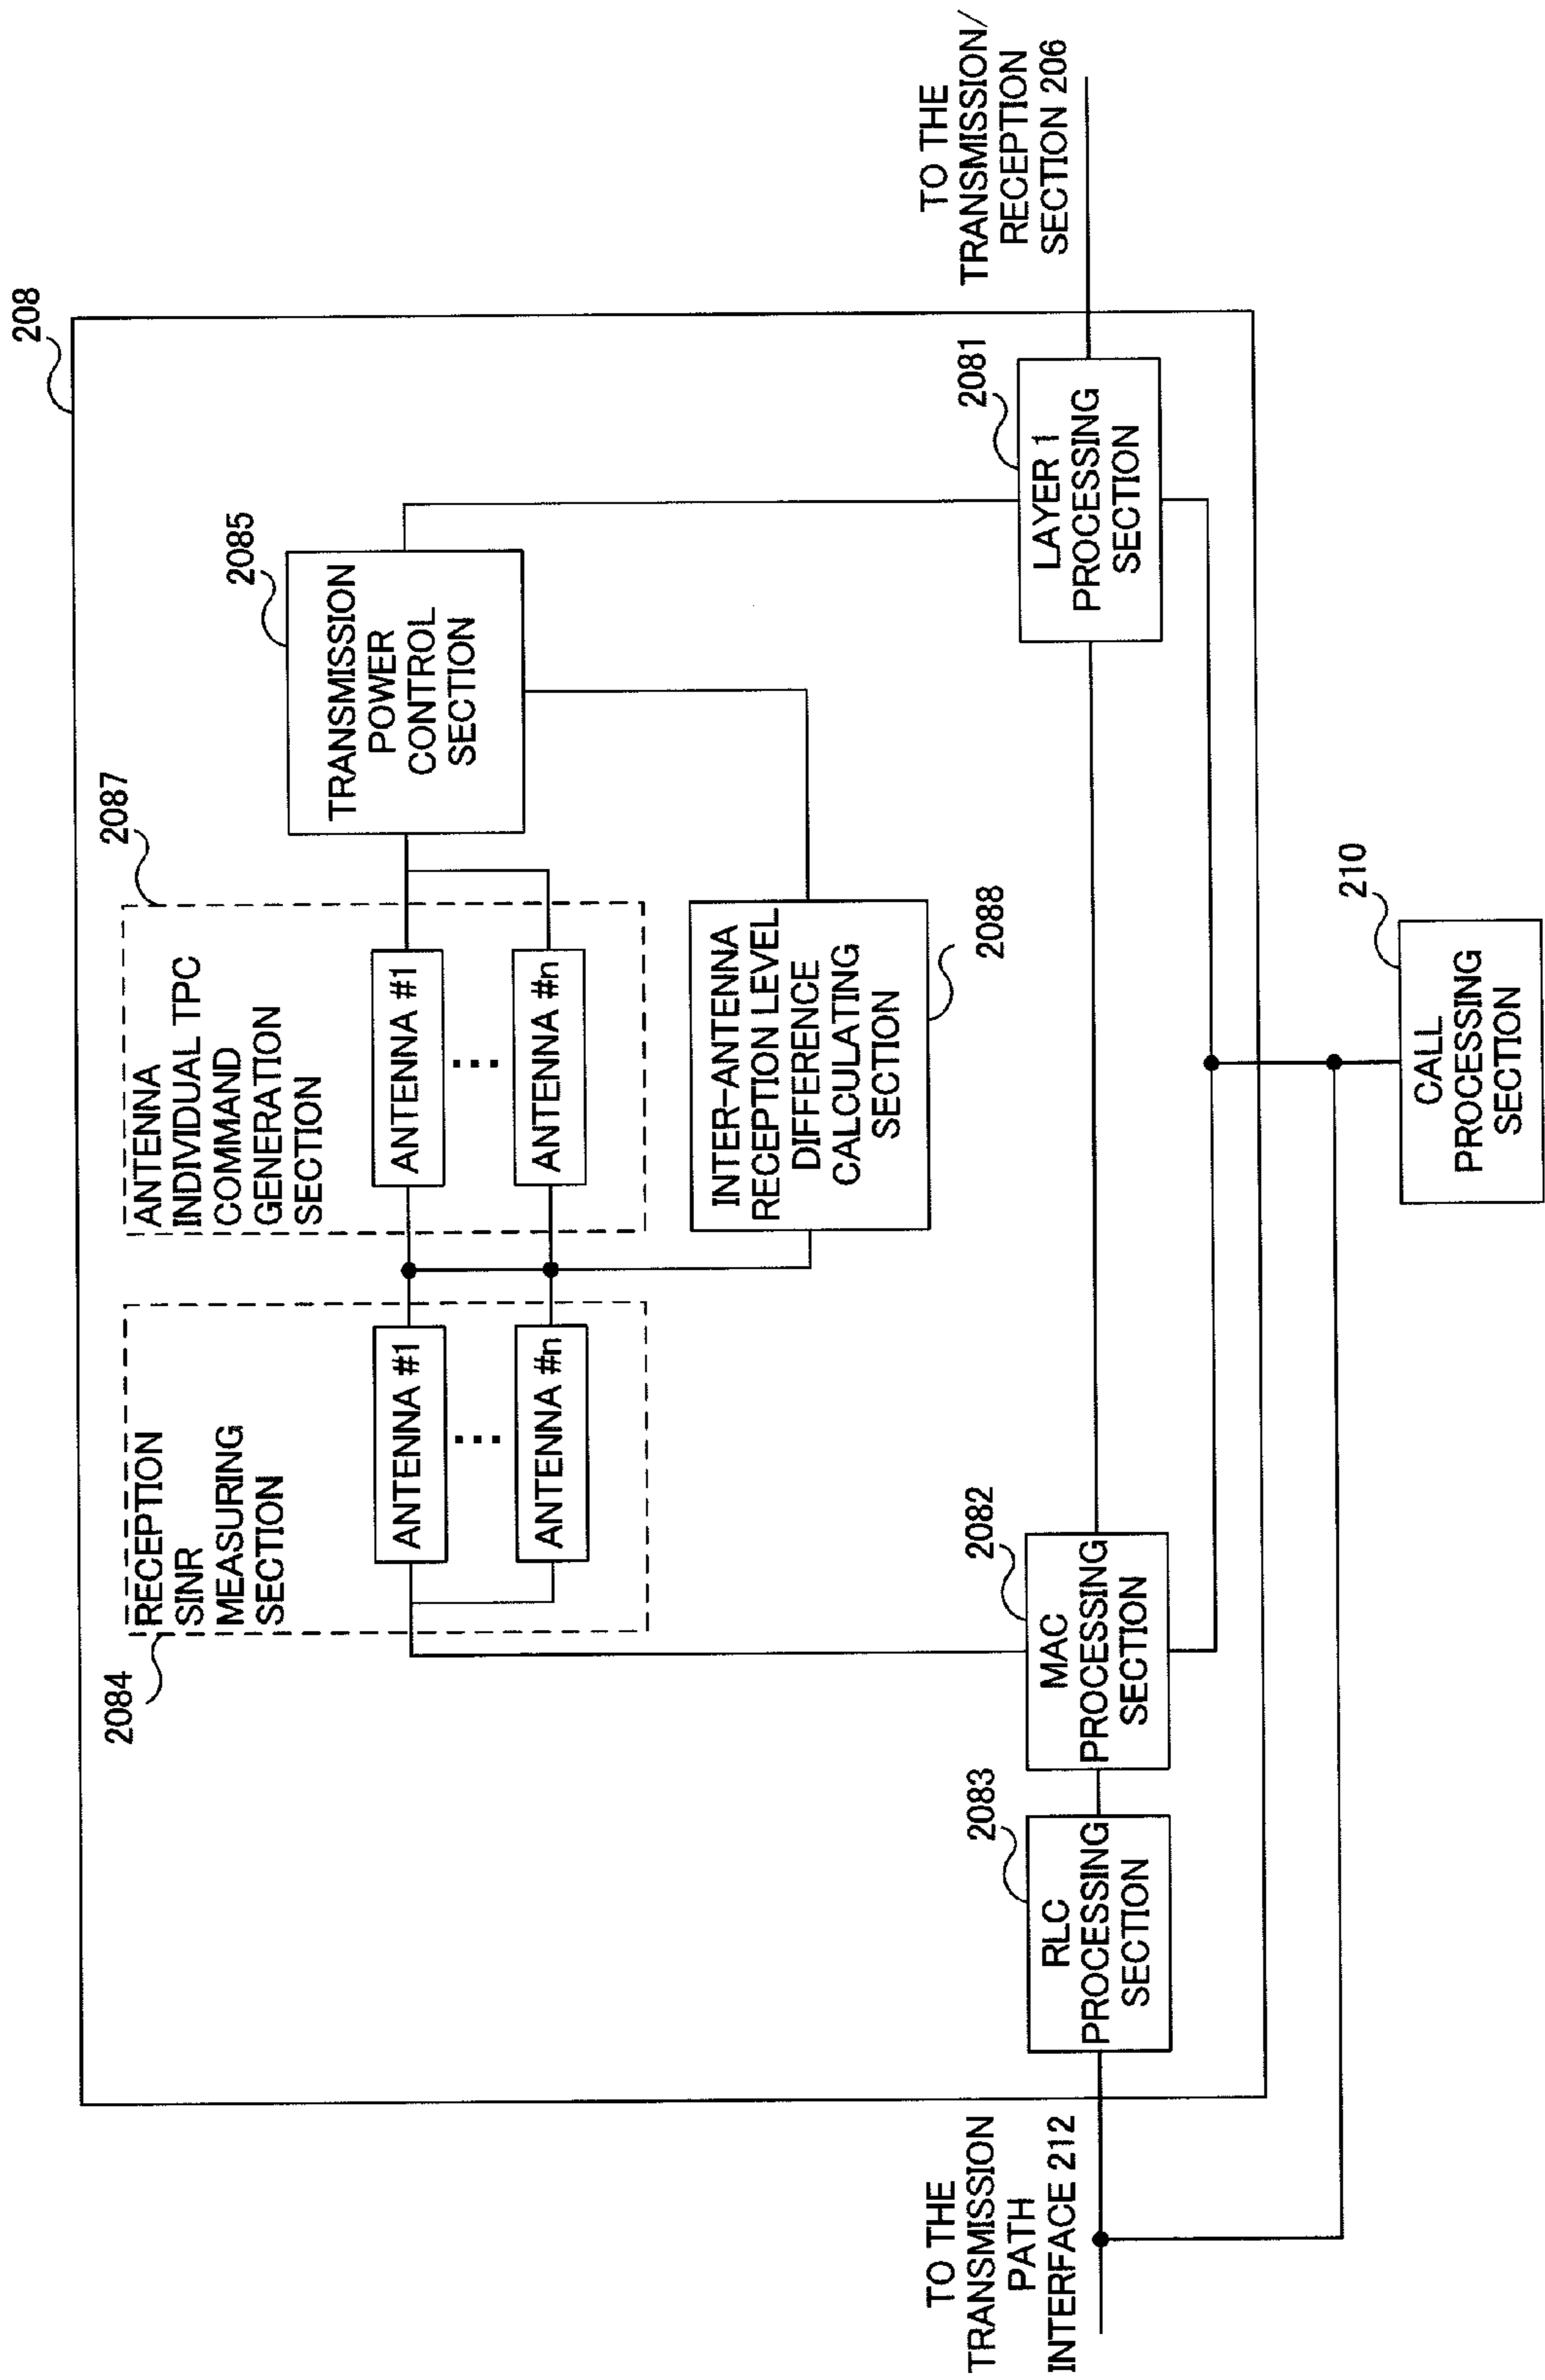 208
2084
RECEPTION
SINR
MEASURING
SECTION
ANTENNA #1
...
ANTENNA #n
2087
ANTENNA
INDIVIDUAL TPC
COMMAND
GENERATION
SECTION
ANTENNA #1
...
ANTENNA #n
2085
TRANSMISSION
POWER
CONTROL
SECTION
INTER-ANTENNA
RECEPTION LEVEL
DIFFERENCE
CALCULATING
SECTION
2088
TO THE
TRANSMISSION
PATH
INTERFACE 212
2083
RLC
PROCESSING
SECTION
2082
MAC
PROCESSING
SECTION
2081
LAYER 1
PROCESSING
SECTION
TO THE
TRANSMISSION/
RECEPTION
SECTION 206
210
CALL
PROCESSING
SECTION